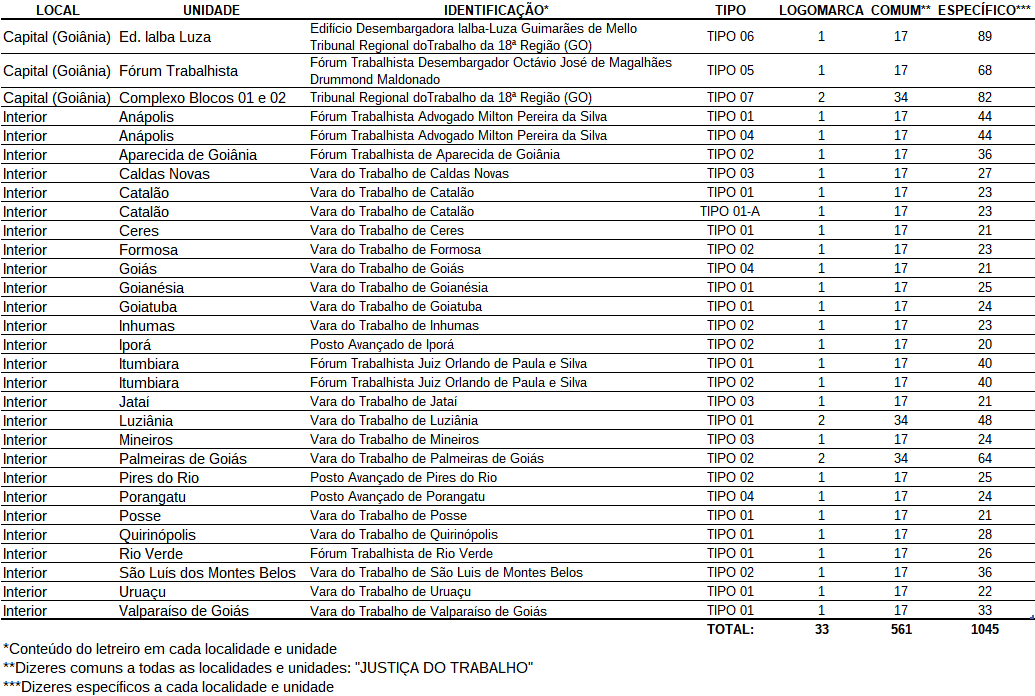 LOCAL UNIDADE IDENTIFICAÇÃO* TIPO LOGOMARCA COMUM** ESPECÍFICO***
Capital (Goiânia) Ed. Ialba Luza Edifício Desembargadora Ialba-Luza Guimarães de Mello TIPO 06 1 17 89
Tribunal Regional doTrabalho da 18ª Região (GO)
Capital (Goiânia) Fórum Trabalhista Fórum Trabalhista Desembargador Octávio José de Magalhães TIPO 05 1 17 68
Drummond Maldonado
Capital (Goiânia) Complexo Blocos 01 e 02 Tribunal Regional doTrabalho da 18ª Região (GO) TIPO 07 2 34 82
Interior Anápolis Fórum Trabalhista Advogado Milton Pereira da Silva TIPO 01 1 17 44
Interior Anápolis Fórum Trabalhista Advogado Milton Pereira da Silva TIPO 04 1 17 44
Interior Aparecida de Goiânia Fórum Trabalhista de Aparecida de Goiânia TIPO 02 1 17 36
Interior Caldas Novas Vara do Trabalho de Caldas Novas TIPO 03 1 17 27
Interior Catalão Vara do Trabalho de Catalão TIPO 01 1 17 23
Interior Catalão Vara do Trabalho de Catalão TIPO 01-A 1 17 23
Interior Ceres Vara do Trabalho de Ceres TIPO 01 1 17 21
Interior Formosa Vara do Trabalho de Formosa TIPO 02 1 17 23
Interior Goiás Vara do Trabalho de Goiás TIPO 04 1 17 21
Interior Goianésia Vara do Trabalho de Goianésia TIPO 01 1 17 25
Interior Goiatuba Vara do Trabalho de Goiatuba TIPO 01 1 17 24
Interior Inhumas Vara do Trabalho de Inhumas TIPO 02 1 17 23
Interior Iporá Posto Avançado de Iporá TIPO 02 1 17 20
Interior Itumbiara Fórum Trabalhista Juiz Orlando de Paula e Silva TIPO 01 1 17 40
Interior Itumbiara Fórum Trabalhista Juiz Orlando de Paula e Silva TIPO 02 1 17 40
Interior Jataí Vara do Trabalho de Jataí TIPO 03 1 17 21
Interior Luziânia Vara do Trabalho de Luziânia TIPO 01 2 34 48
Interior Mineiros Vara do Trabalho de Mineiros TIPO 03 1 17 24
Interior Palmeiras de Goiás Vara do Trabalho de Palmeiras de Goiás TIPO 02 2 34 64
Interior Pires do Rio Posto Avançado de Pires do Rio TIPO 02 1 17 25
Interior Porangatu Posto Avançado de Porangatu TIPO 04 1 17 24
Interior Posse Vara do Trabalho de Posse TIPO 01 1 17 21
Interior Quirinópolis Vara do Trabalho de Quirinópolis TIPO 01 1 17 28
Interior Rio Verde Fórum Trabalhista de Rio Verde TIPO 01 1 17 26
Interior São Luís dos Montes Belos Vara do Trabalho de São Luis de Montes Belos TIPO 02 1 17 36
Interior Uruaçu Vara do Trabalho de Uruaçu TIPO 01 1 17 22
Interior Valparaíso de Goiás Vara do Trabalho de Valparaíso de Goiás TIPO 01 1 17 33
TOTAL: 33 561 1045
*Conteúdo do letreiro em cada localidade e unidade
**Dizeres comuns a todas as localidades e unidades: "JUSTIÇA DO TRABALHO"
***Dizeres específicos a cada localidade e unidade